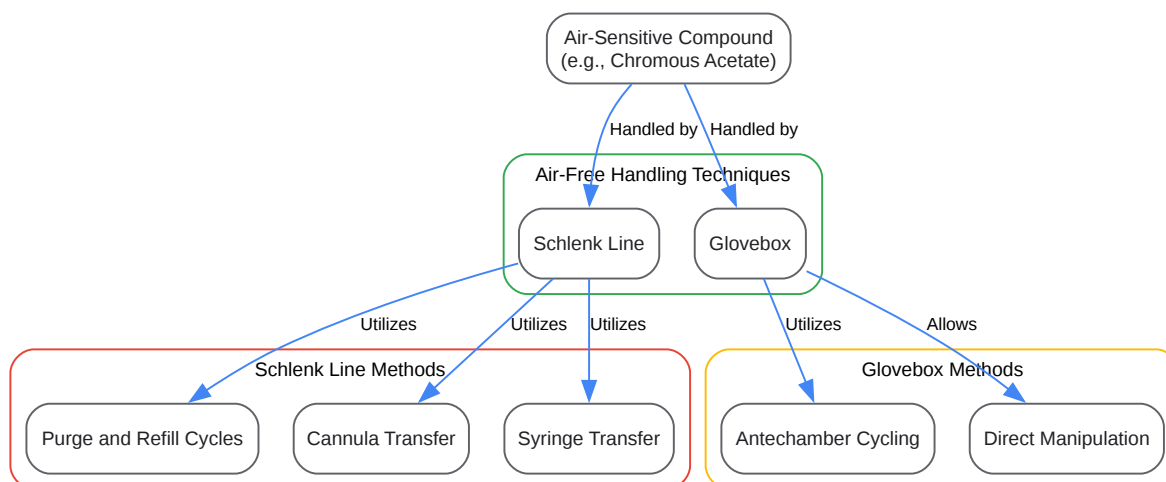 Air-Sensitive Compound
(e.g., Chromous Acetate)
Handled by
Handled by
Air-Free Handling Techniques
Schlenk Line
Glovebox
Utilizes
Utilizes
Utilizes
Utilizes
Allows
Schlenk Line Methods
Glovebox Methods
Purge and Refill Cycles
Cannula Transfer
Syringe Transfer
Antechamber Cycling
Direct Manipulation